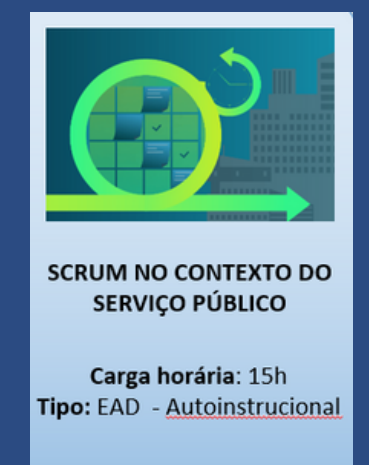 SCRUM NO CONTEXTO DO
SERVIÇO PÚBLICO
Carga horária: 15h
Tipo: EAD - Autoinstrucional